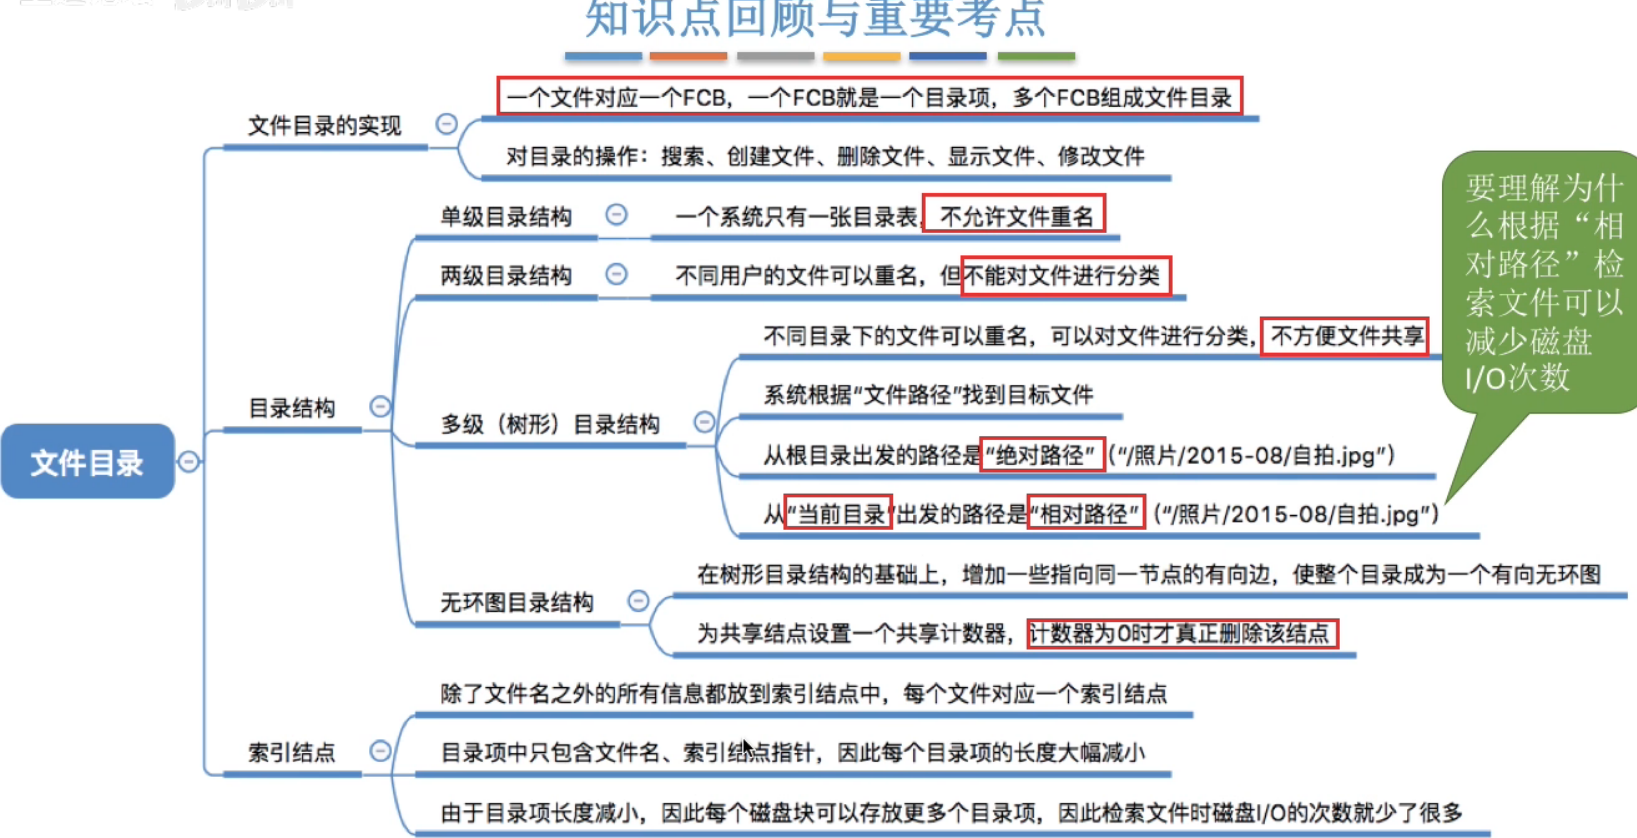 知识点回顾与重要考点
一个文件对应一个FCB，一个FCB就是一个目录项，多个FCB组成文件目录
文件目录的实现
对目录的操作：搜索、创建文件、删除文件、显示文件、修改文件
单级目录结构
一个系统只有一张目录表，不允许文件重名
两级目录结构
不同用户的文件可以重名，但不能对文件进行分类
不同目录下的文件可以重名，可以对文件进行分类，不方便文件共享
系统根据“文件路径”找到目标文件
目录结构
多级（树形）目录结构
从根目录出发的路径是“绝对路径”（“/照片/2015-08/自拍.jpg”）
从“当前目录”出发的路径是“相对路径”（“/照片/2015-08/自拍.jpg”）
文件目录
在树形目录结构的基础上，增加一些指向同一节点的有向边，使整个目录成为一个有向无环图
无环图目录结构
为共享结点设置一个共享计数器，计数器为0时才真正删除该结点
除了文件名之外的所有信息都放到索引结点中，每个文件对应一个索引结点
索引结点
目录项中只包含文件名、索引结点指针，因此每个目录项的长度大幅减小
由于目录项长度减小，因此每个磁盘块可以存放更多个目录项，因此检索文件时磁盘I/O的次数就少了很多
要理解为什
么根据“相
对路径”检
索文件可以
减少磁盘
I/O次数